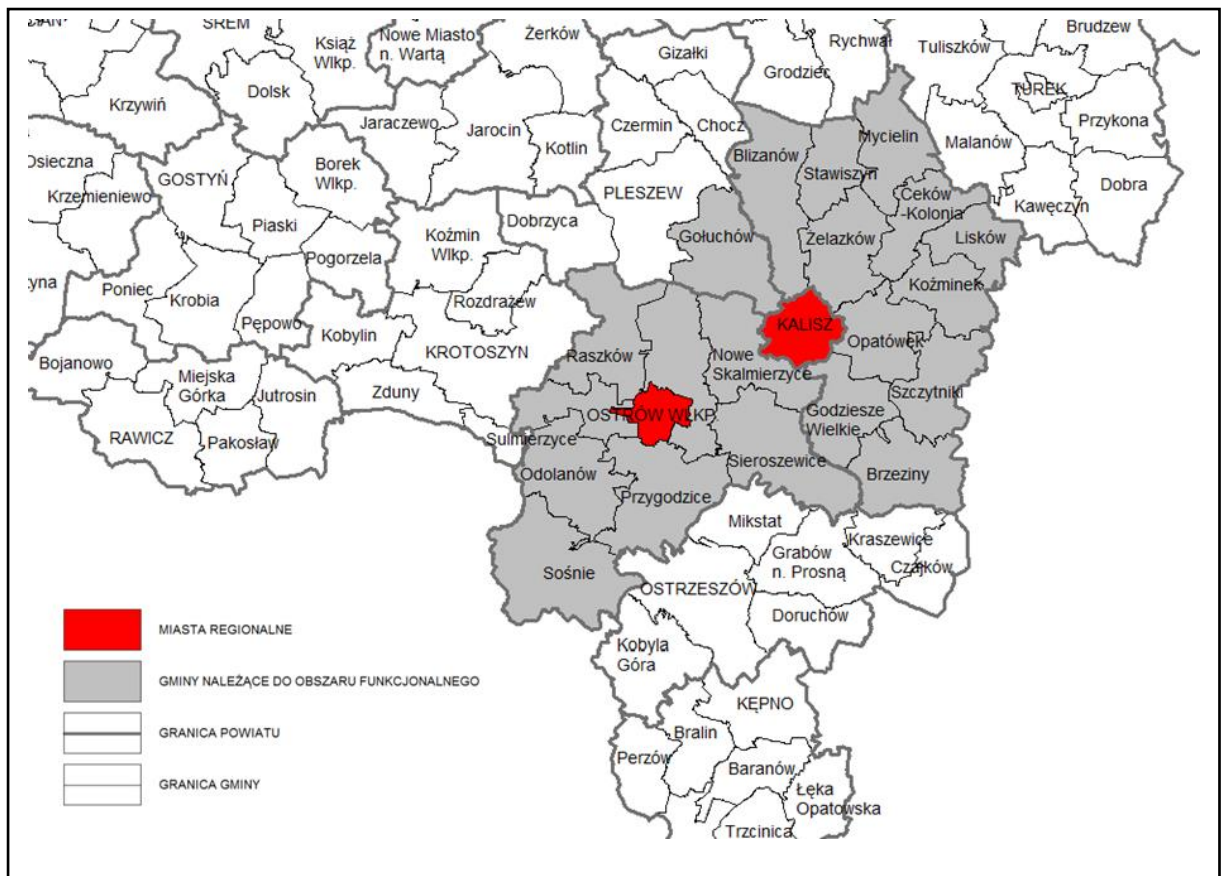 ŚREM
Książ
Wlkp.
Nowe Miasto
n. Wartą
Żerków
Gizałki
Rychwał
Grodziec
Tuliszków
Brudzew
Krzywiń
Dolsk
Jaraczewo
Jarocin
Kotlin
Czermin
Chocz
Blizanów
Mycielin
Stawiszyn
TUREK
Malanów
Przykona
Osieczna
Krzemieniewo
GOSTYŃ
Borek
Wlkp.
Piaski
PLESZEW
Dobrzyca
Gołuchów
Ceków
-Kolonia
Żelazków
Lisków
Kawęczyn
Dobra
Koźmin
Wlkp.
Pogorzela
Poniec
Krobia
Pępowo
Kobylin
Rozdrażew
KROTOSZYN
Koźminek
KALISZ
Opatówek
Bojanowo
Miejska
Górka
Jutrosin
Zduny
Raszków
Nowe
Skalmierzyce
Szczytniki
RAWICZ
Pakosław
Sulmierzyce
OSTRÓW WLKP.
Godziesze
Wielkie
Odolanów
Przygodzice
Sieroszewice
Brzeziny
Mikstat
Grabów
n. Prosną
Kraszewice
Czajków
Sośnie
OSTRZESZÓW
Doruchów
Kobyla
Góra
KĘPNO
Bralin
Perzów
Baranów
Łęka
Opatowska
Trzcinica
MIASTA REGIONALNE
GMINY NALEŻĄCE DO OBSZARU FUNKCJONALNEGO
GRANICA POWIATU
GRANICA GMINY